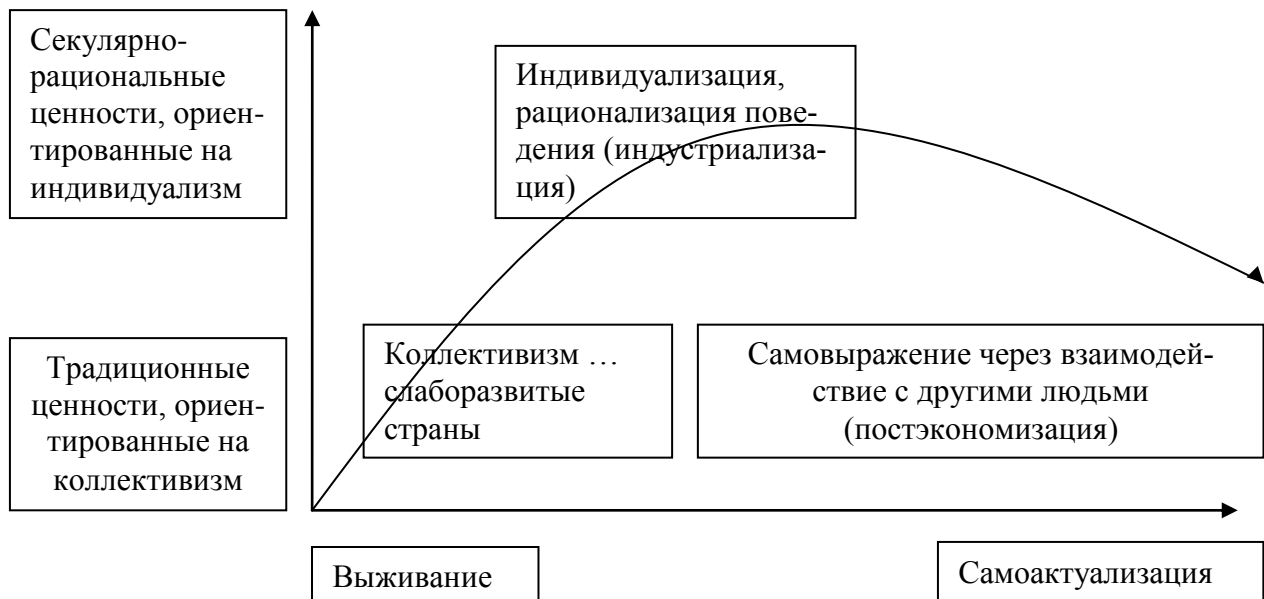 Секулярно-
рациональные
ценности, ориен-
тированные на
индивидуализм
Индивидуализация,
рационализация пове-
дения (индустриализа-
ция)
Традиционные
ценности, ориен-
тированные на
коллективизм
Коллективизм …
слаборазвитые
страны
Самовыражение через взаимодей-
ствие с другими людьми
(постэкономизация)
Выживание
Самоактуализация